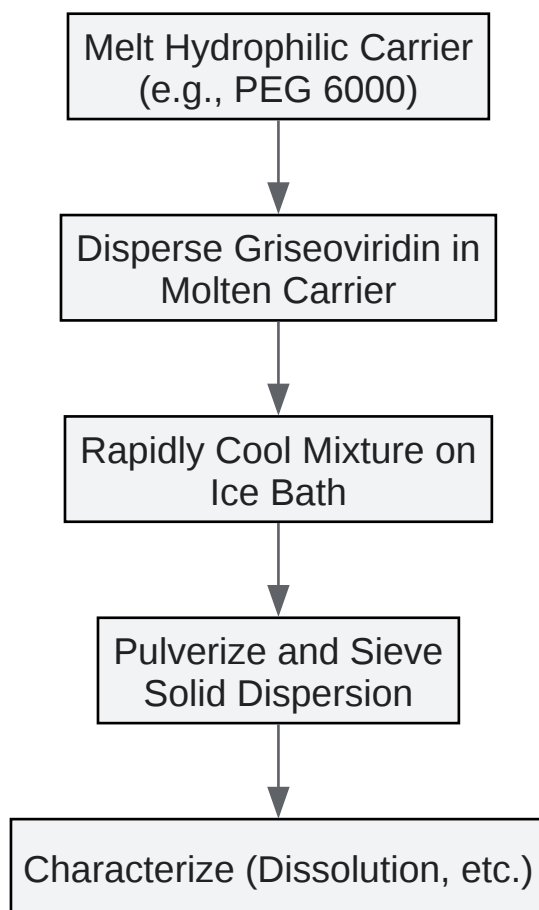 Melt Hydrophilic Carrier
(e.g., PEG 6000)
Disperse Griseoviridin in
Molten Carrier
Rapidly Cool Mixture on
Ice Bath
Pulverize and Sieve
Solid Dispersion
Characterize (Dissolution, etc.)